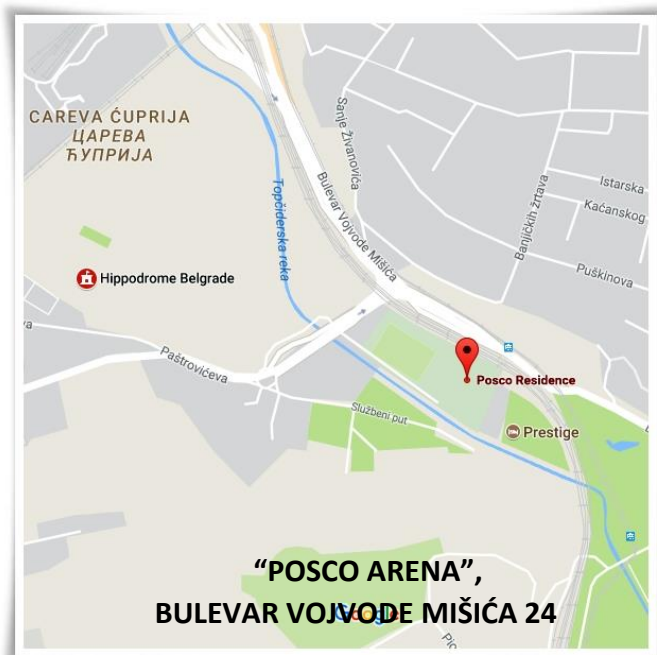 CAREVA ĆUPRIJA
ЦАРЕВА
ЋУПРИЈА
Sanje Živanovića
Topčiderska reka
Bulevar Vojvode Mišića
Banjičkih žrtava
Istarska
Kaćanskog
Puškinova
Hippodrome Belgrade
Paštrovićeva
Posco Residence
Službeni put
Prestige
“POSCO ARENA”,
BULEVAR VOJVODE MIŠIĆA 24
Google